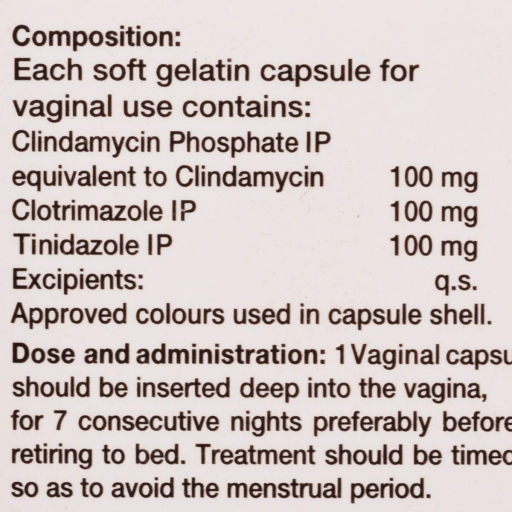 Composition:
Each soft gelatin capsule for
vaginal use contains:
Clindamycin Phosphate IP
equivalent to Clindamycin 100 mg
Clotrimazole IP 100 mg
Tinidazole IP 100 mg
Excipients: q.s.
Approved colours used in capsule shell.
Dose and administration: 1 Vaginal capsu
should be inserted deep into the vagina,
for 7 consecutive nights preferably before
retiring to bed. Treatment should be timed
so as to avoid the menstrual period.